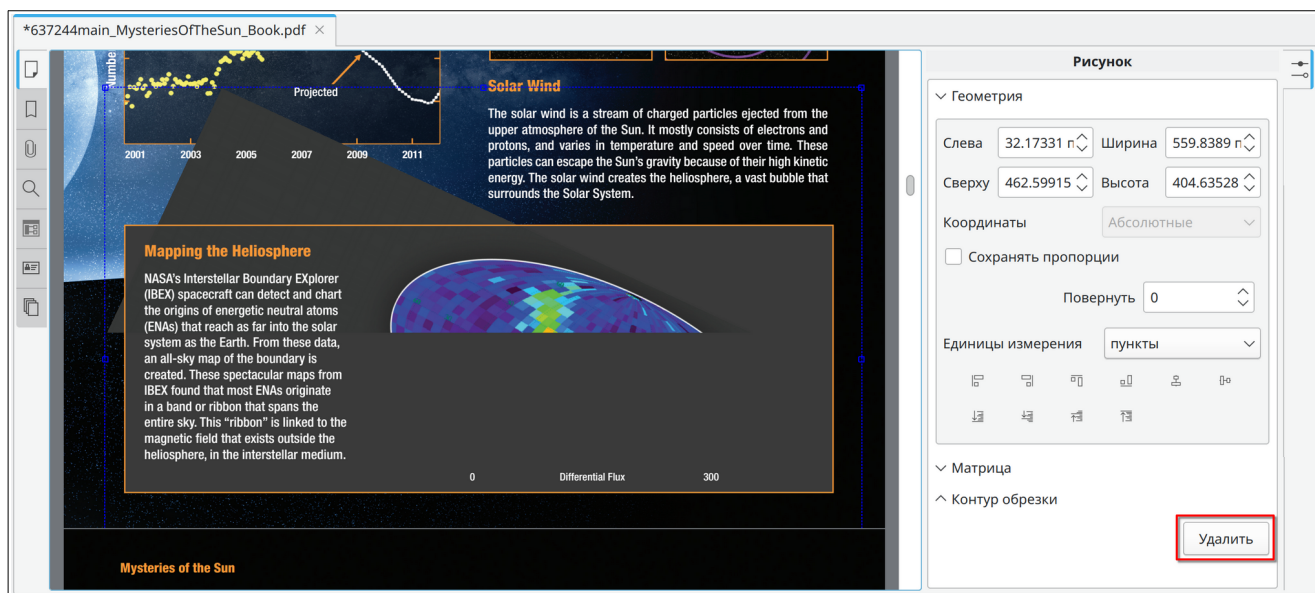 *637244main_MysteriesOfTheSun_Book.pdf
Numbe
Projected
2001 2003 2005 2007 2009 2011
Solar Wind
The solar wind is a stream of charged particles ejected from the
upper atmosphere of the Sun. It mostly consists of electrons and
protons, and varies in temperature and speed over time. These
particles can escape the Sun's gravity because of their high kinetic
energy. The solar wind creates the heliosphere, a vast bubble that
surrounds the Solar System.
Mapping the Heliosphere
NASA's Interstellar Boundary EXplorer
(IBEX) spacecraft can detect and chart
the origins of energetic neutral atoms
(ENAs) that reach as far into the solar
system as the Earth. From these data,
an all-sky map of the boundary is
created. These spectacular maps from
IBEX found that most ENAs originate
in a band or ribbon that spans the
entire sky. This “ribbon” is linked to the
magnetic field that exists outside the
heliosphere, in the interstellar medium.
0 Differential Flux 300
Mysteries of the Sun
Рисунок
Геометрия
Слева 32.17331 п Ширина 559.8389 п
Сверху 462.59915 Высота 404.63528
Координаты Абсолютные
Сохранять пропорции
Повернуть 0
Единицы измерения пункты
Матрица
Контур обрезки
Удалить